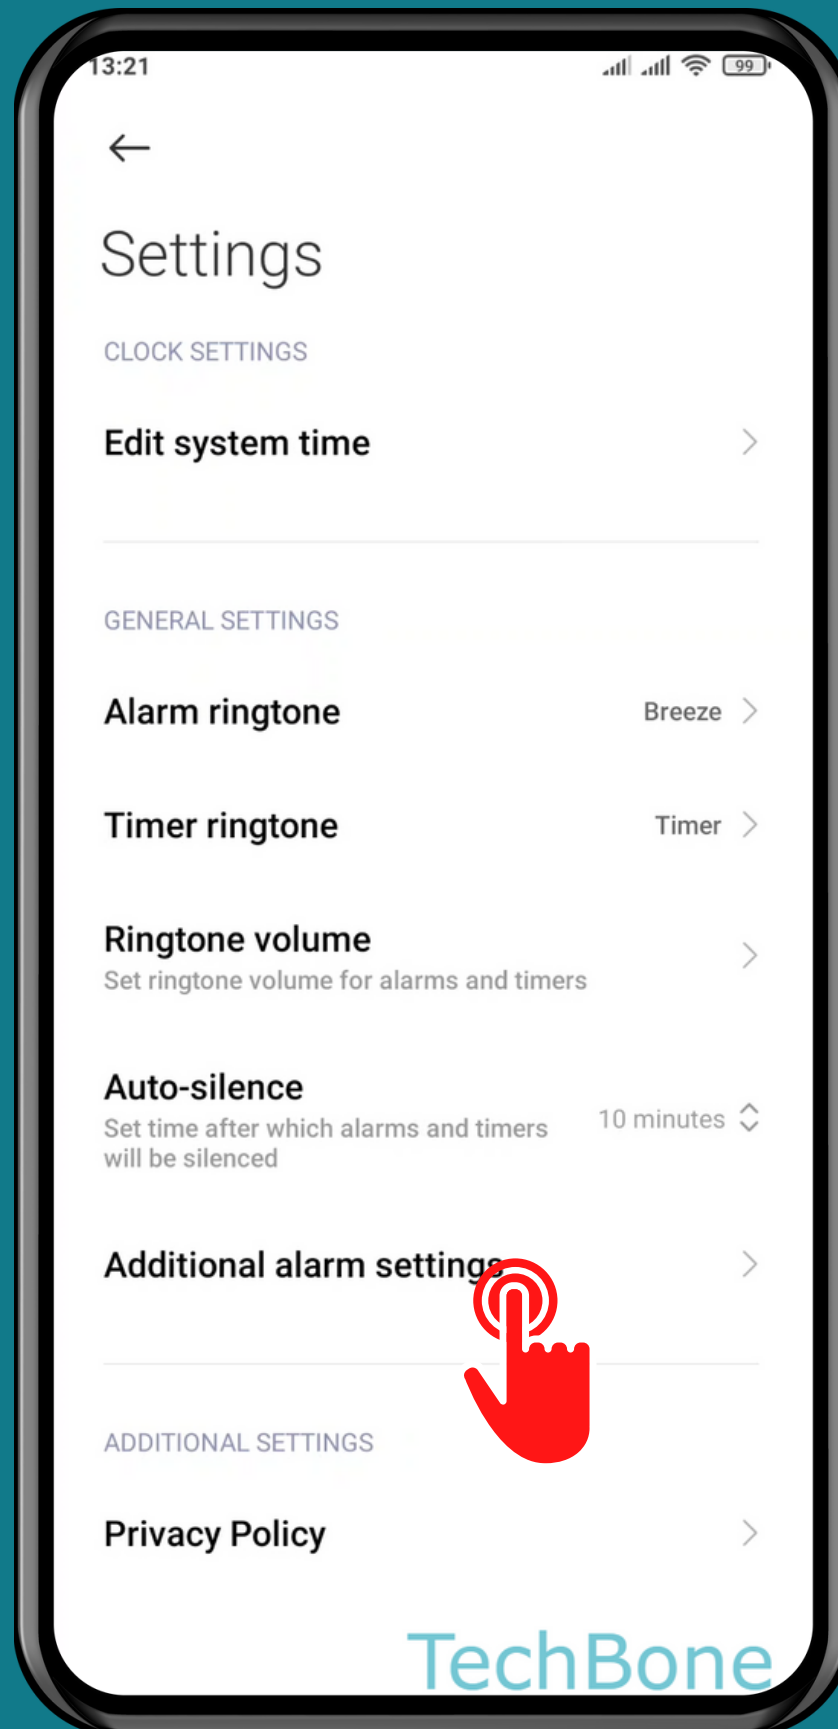 13:21
99
Settings
CLOCK SETTINGS
Edit system time
GENERAL SETTINGS
Alarm ringtone
Breeze
Timer ringtone
Timer
Ringtone volume
Set ringtone volume for alarms and timers
Auto-silence
Set time after which alarms and timers
will be silenced
10 minutes
Additional alarm settings
ADDITIONAL SETTINGS
Privacy Policy
TechBone